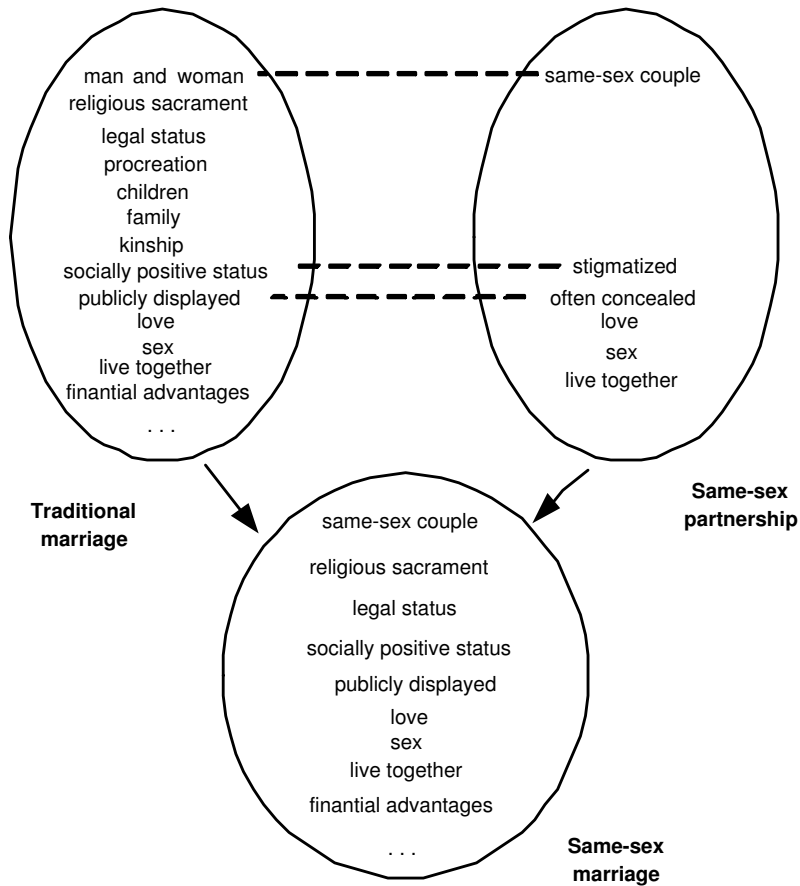 man and woman
religious sacrament
legal status
procreation
children
family
kinship
socially positive status
publicly displayed
love
sex
live together
finantial advantages
. . .
Traditional
marriage
same-sex couple
stigmatized
often concealed
love
sex
live together
Same-sex
partnership
same-sex couple
religious sacrament
legal status
socially positive status
publicly displayed
love
sex
live together
finantial advantages
. . .
Same-sex
marriage